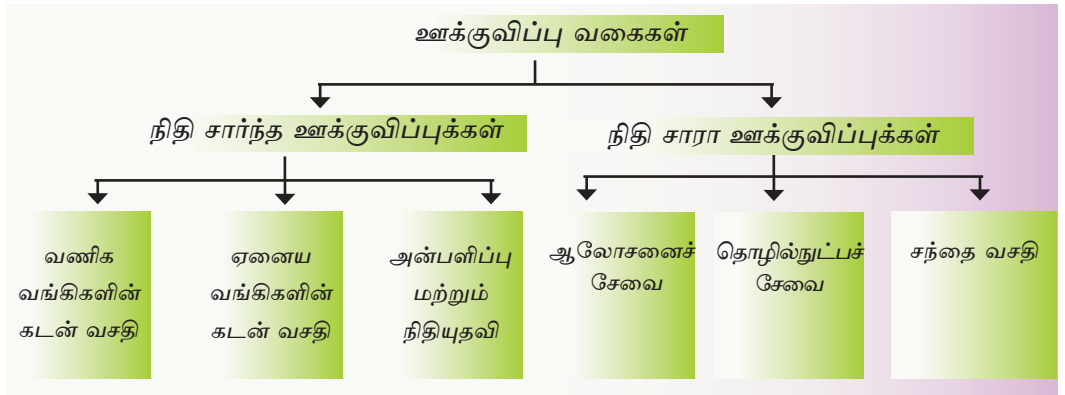 ஊக்குவிப்பு வகைகள்
நிதி சார்ந்த ஊக்குவிப்புக்கள்
நிதி சாரா ஊக்குவிப்புக்கள்
வணிக
வங்கிகளின்
கடன் வசதி
ஏனைய
வங்கிகளின்
கடன் வசதி
அன்பளிப்பு
மற்றும்
நிதியுதவி
ஆலோசனைச்
சேவை
தொழில்நுட்பச்
சேவை
சந்தை வசதி